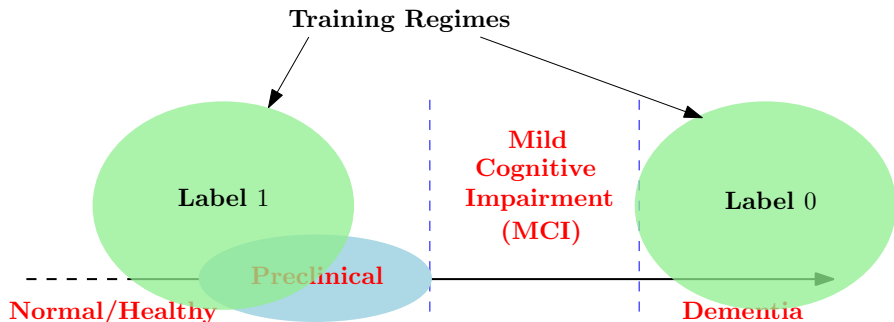 Training Regimes
Mild
Cognitive
Impairment
(MCI)
Label 1
Label 0
Preclinical
Normal/Healthy
Dementia